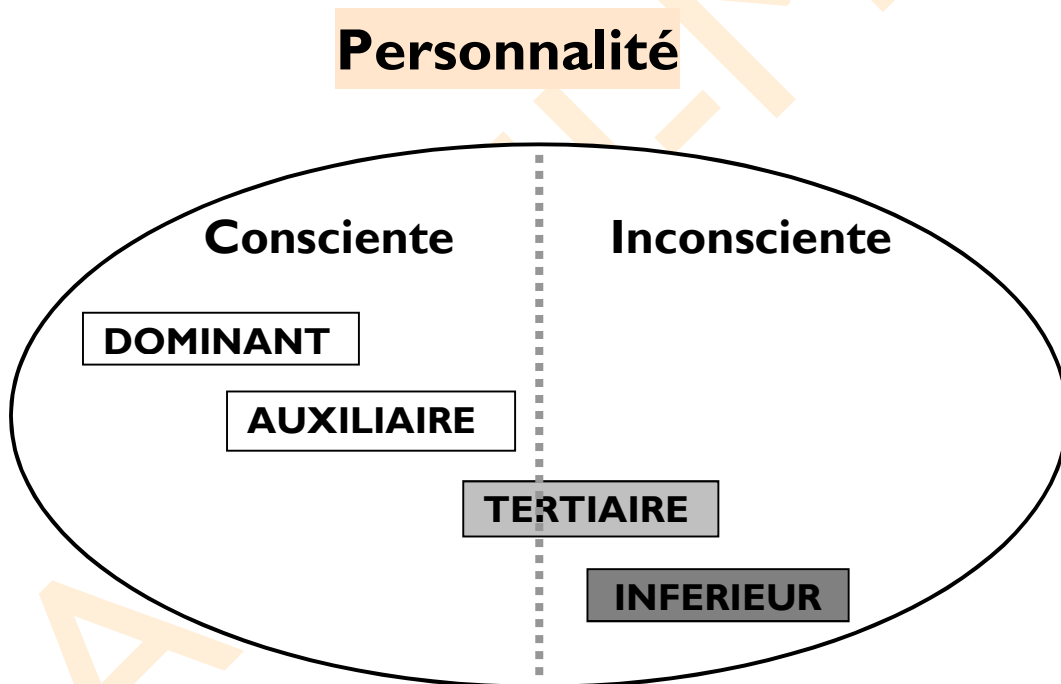 Personnalité
Consciente
Inconsciente
DOMINANT
AUXILIAIRE
TERTIAIRE
INFERIEUR